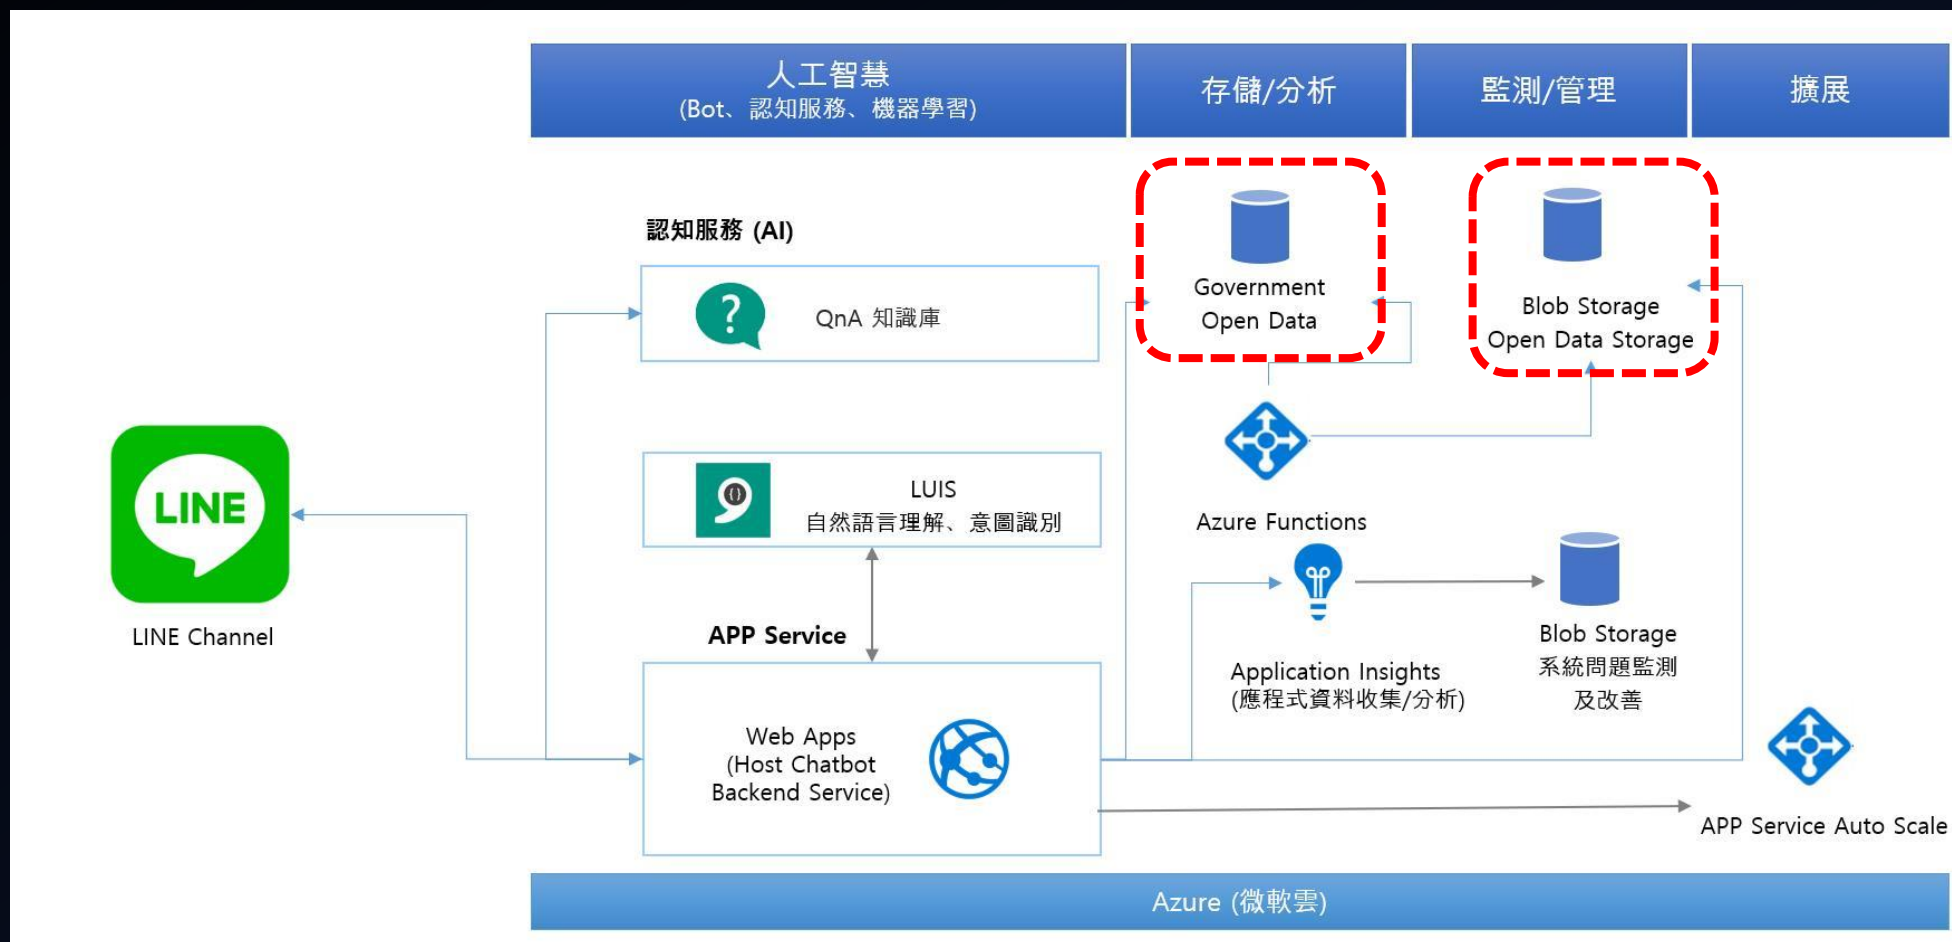 人工智慧
(Bot、認知服務、機器學習)
存儲/分析
監測/管理
擴展
認知服務 (AI)
?
QnA 知識庫
Government
Open Data
Blob Storage
Open Data Storage
LINE
LINE Channel
LUIS
自然語言理解、意圖識別
Azure Functions
APP Service
Application Insights
(應程式資料收集/分析)
Blob Storage
系統問題監測
及改善
Web Apps
(Host Chatbot
Backend Service)
APP Service Auto Scale
Azure (微軟雲)